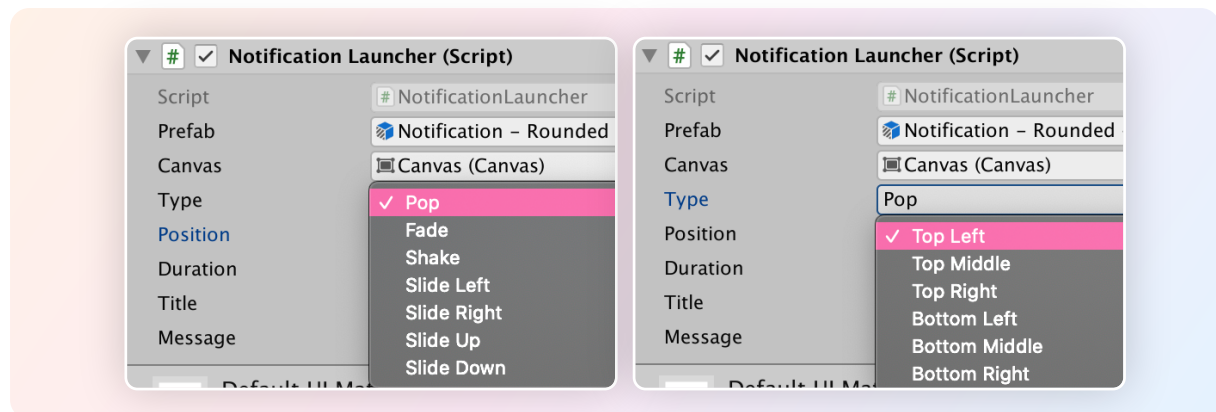 Notification Launcher (Script)
Script # NotificationLauncher
Prefab Notification – Rounded
Canvas Canvas (Canvas)
Type ✓ Pop
Fade
Position
Shake
Duration
Slide Left
Title
Slide Right
Message
Slide Up
Slide Down
Notification Launcher (Script)
Script # NotificationLauncher
Prefab Notification – Rounded
Canvas Canvas (Canvas)
Type Pop
Position ✓ Top Left
Top Middle
Duration
Top Right
Title
Bottom Left
Message
Bottom Middle
Bottom Right